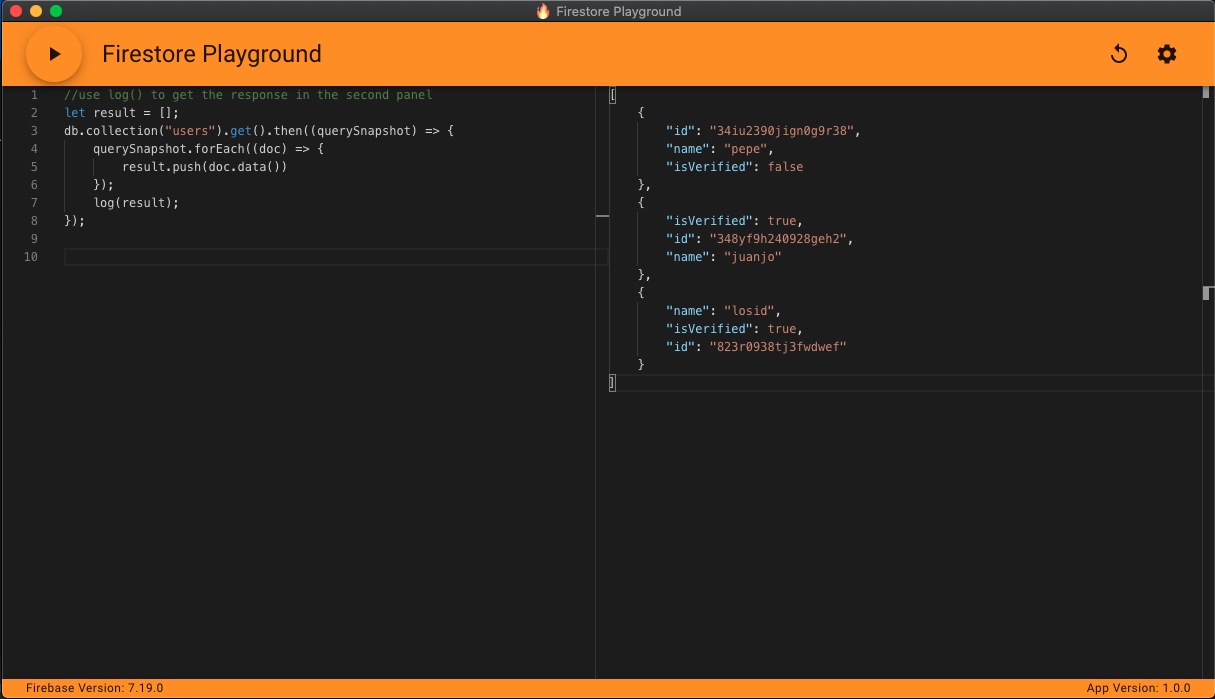 Firestore Playground
Firestore Playground
1 //use log() to get the response in the second panel
2 let result = [];
3 db.collection("users").get().then((querySnapshot) => {
4     querySnapshot.forEach((doc) => {
5         result.push(doc.data())
6     });
7     log(result);
8 });
9
10
[
    {
        "id": "34iu2390jign0g9r38",
        "name": "pepe",
        "isVerified": false
    },
    {
        "isVerified": true,
        "id": "348yf9h240928geh2",
        "name": "juanjo"
    },
    {
        "name": "losid",
        "isVerified": true,
        "id": "823r0938tj3fwdwef"
    }
]
Firebase Version: 7.19.0
App Version: 1.0.0